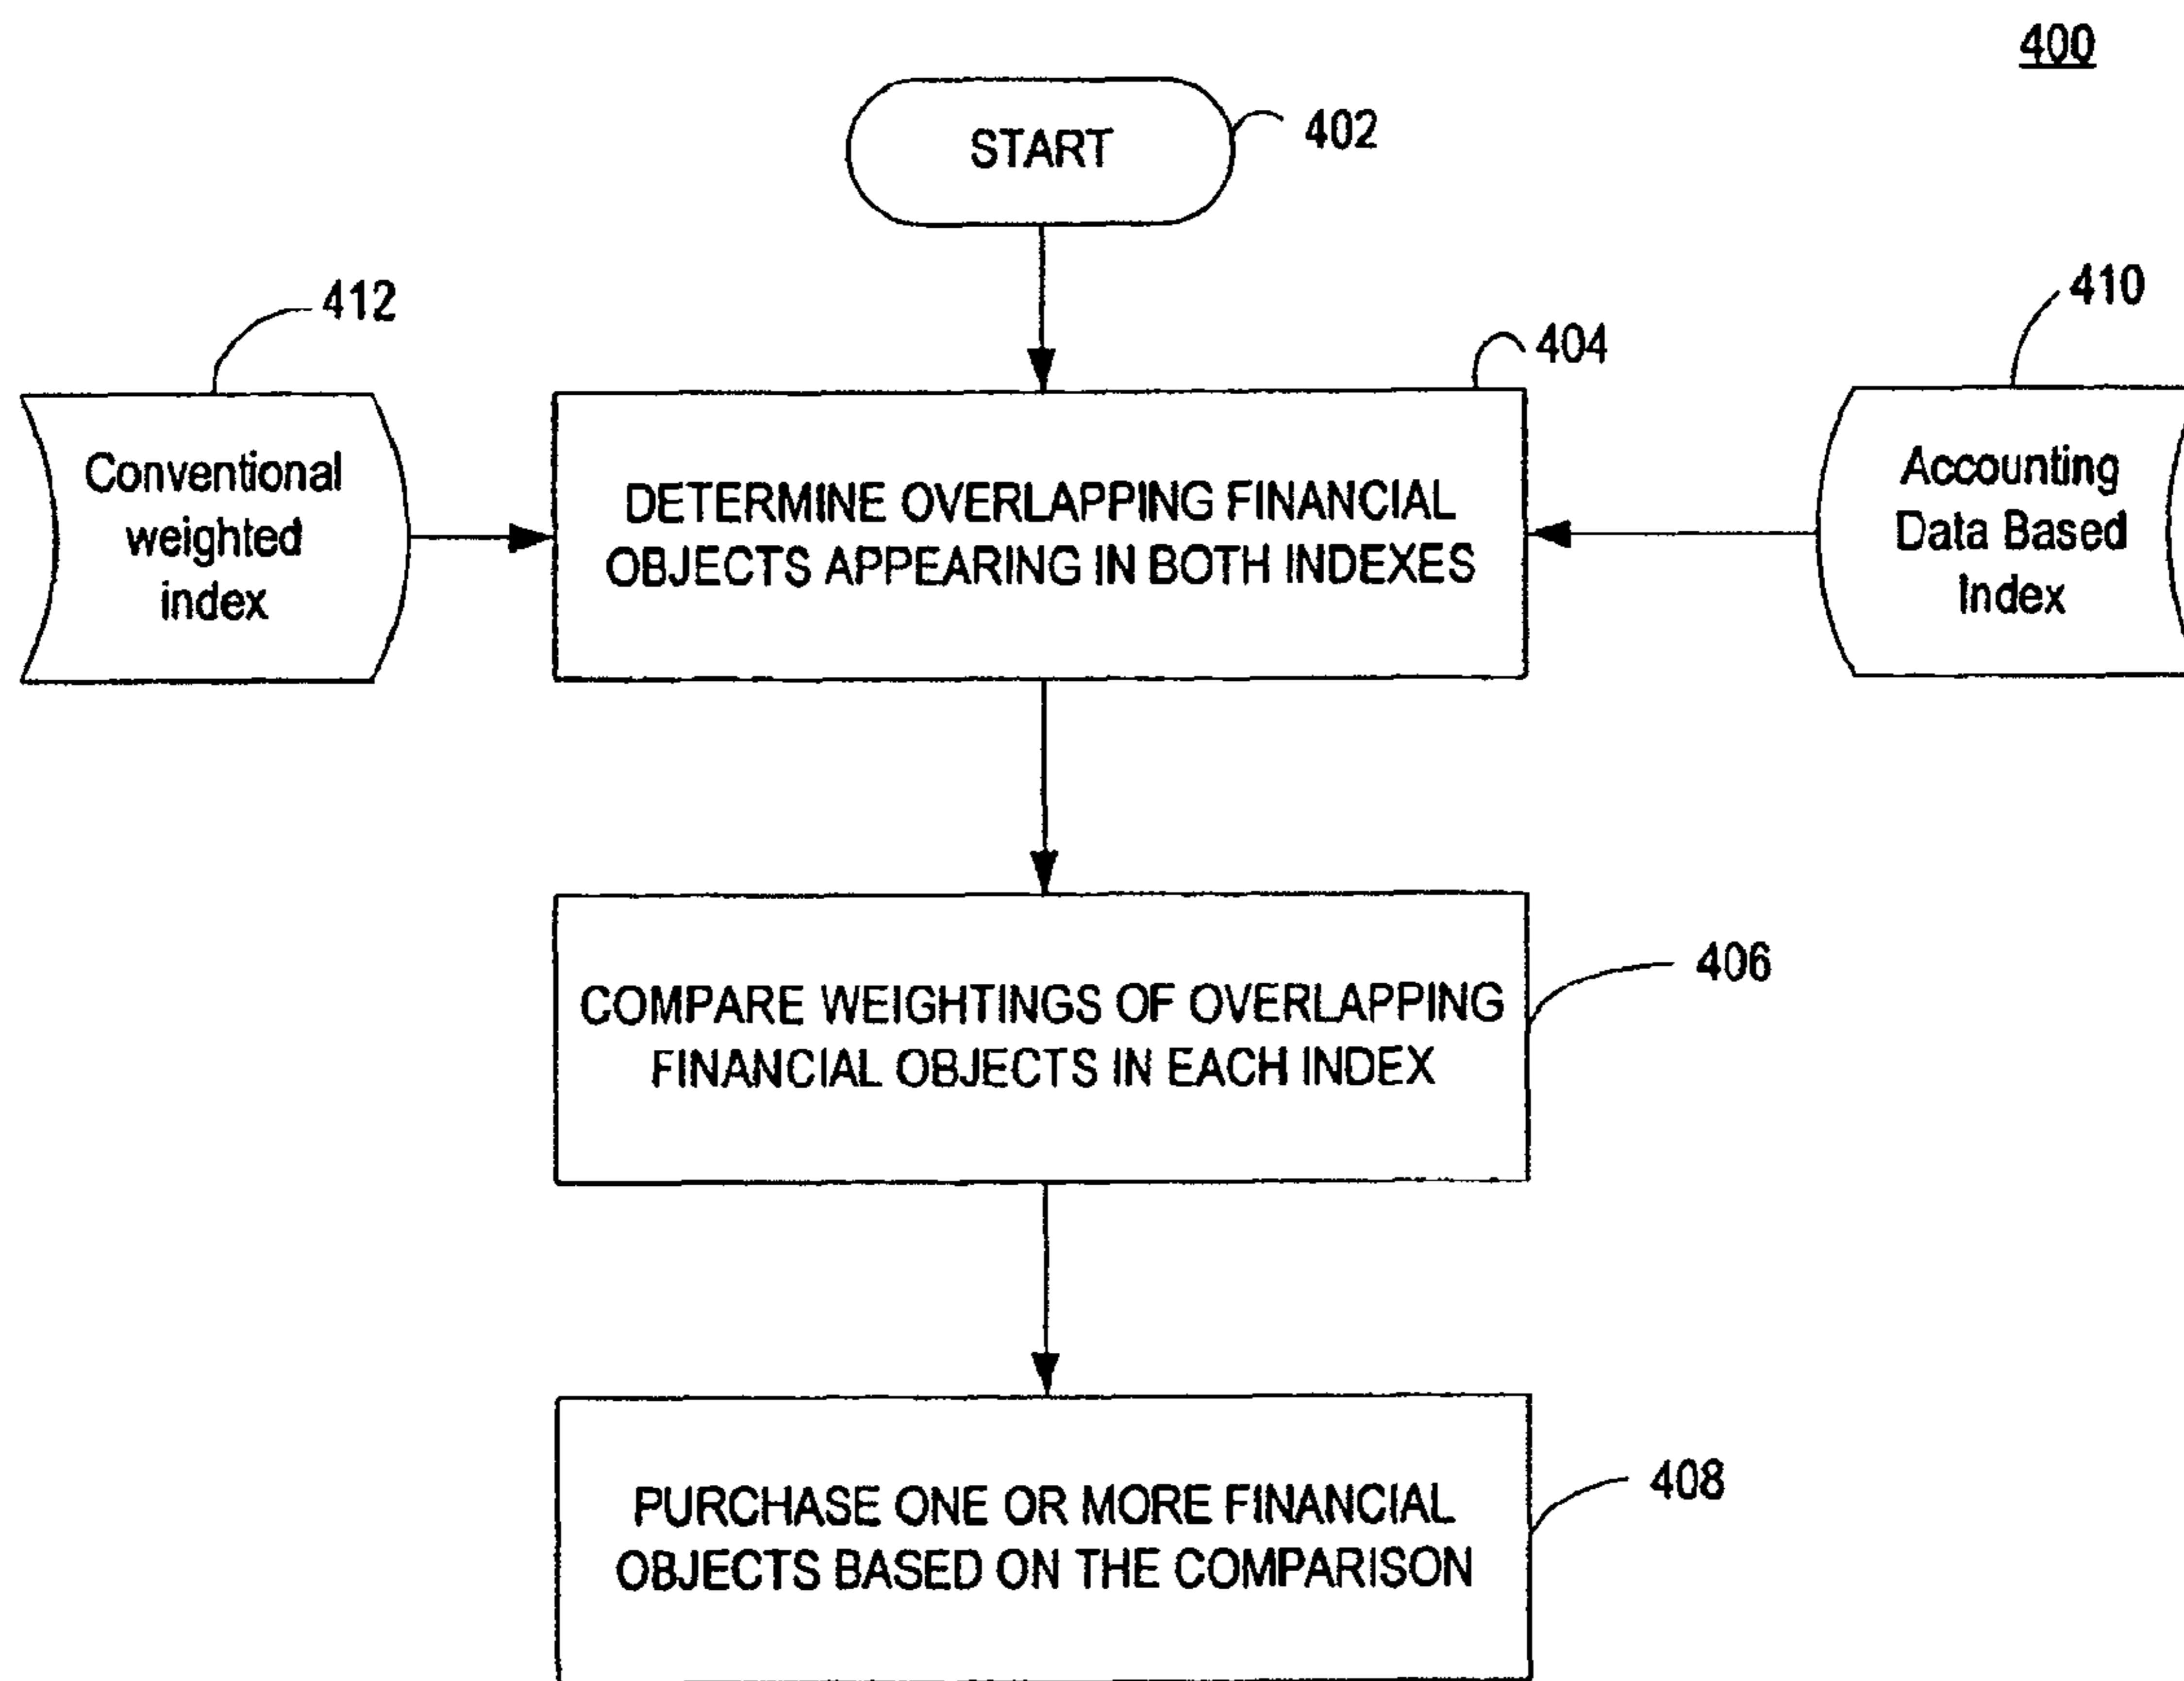 400
START
402
412
410
404
Conventional
weighted
index
DETERMINE OVERLAPPING FINANCIAL
OBJECTS APPEARING IN BOTH INDEXES
Accounting
Data Based
Index
406
COMPARE WEIGHTINGS OF OVERLAPPING
FINANCIAL OBJECTS IN EACH INDEX
408
PURCHASE ONE OR MORE FINANCIAL
OBJECTS BASED ON THE COMPARISON